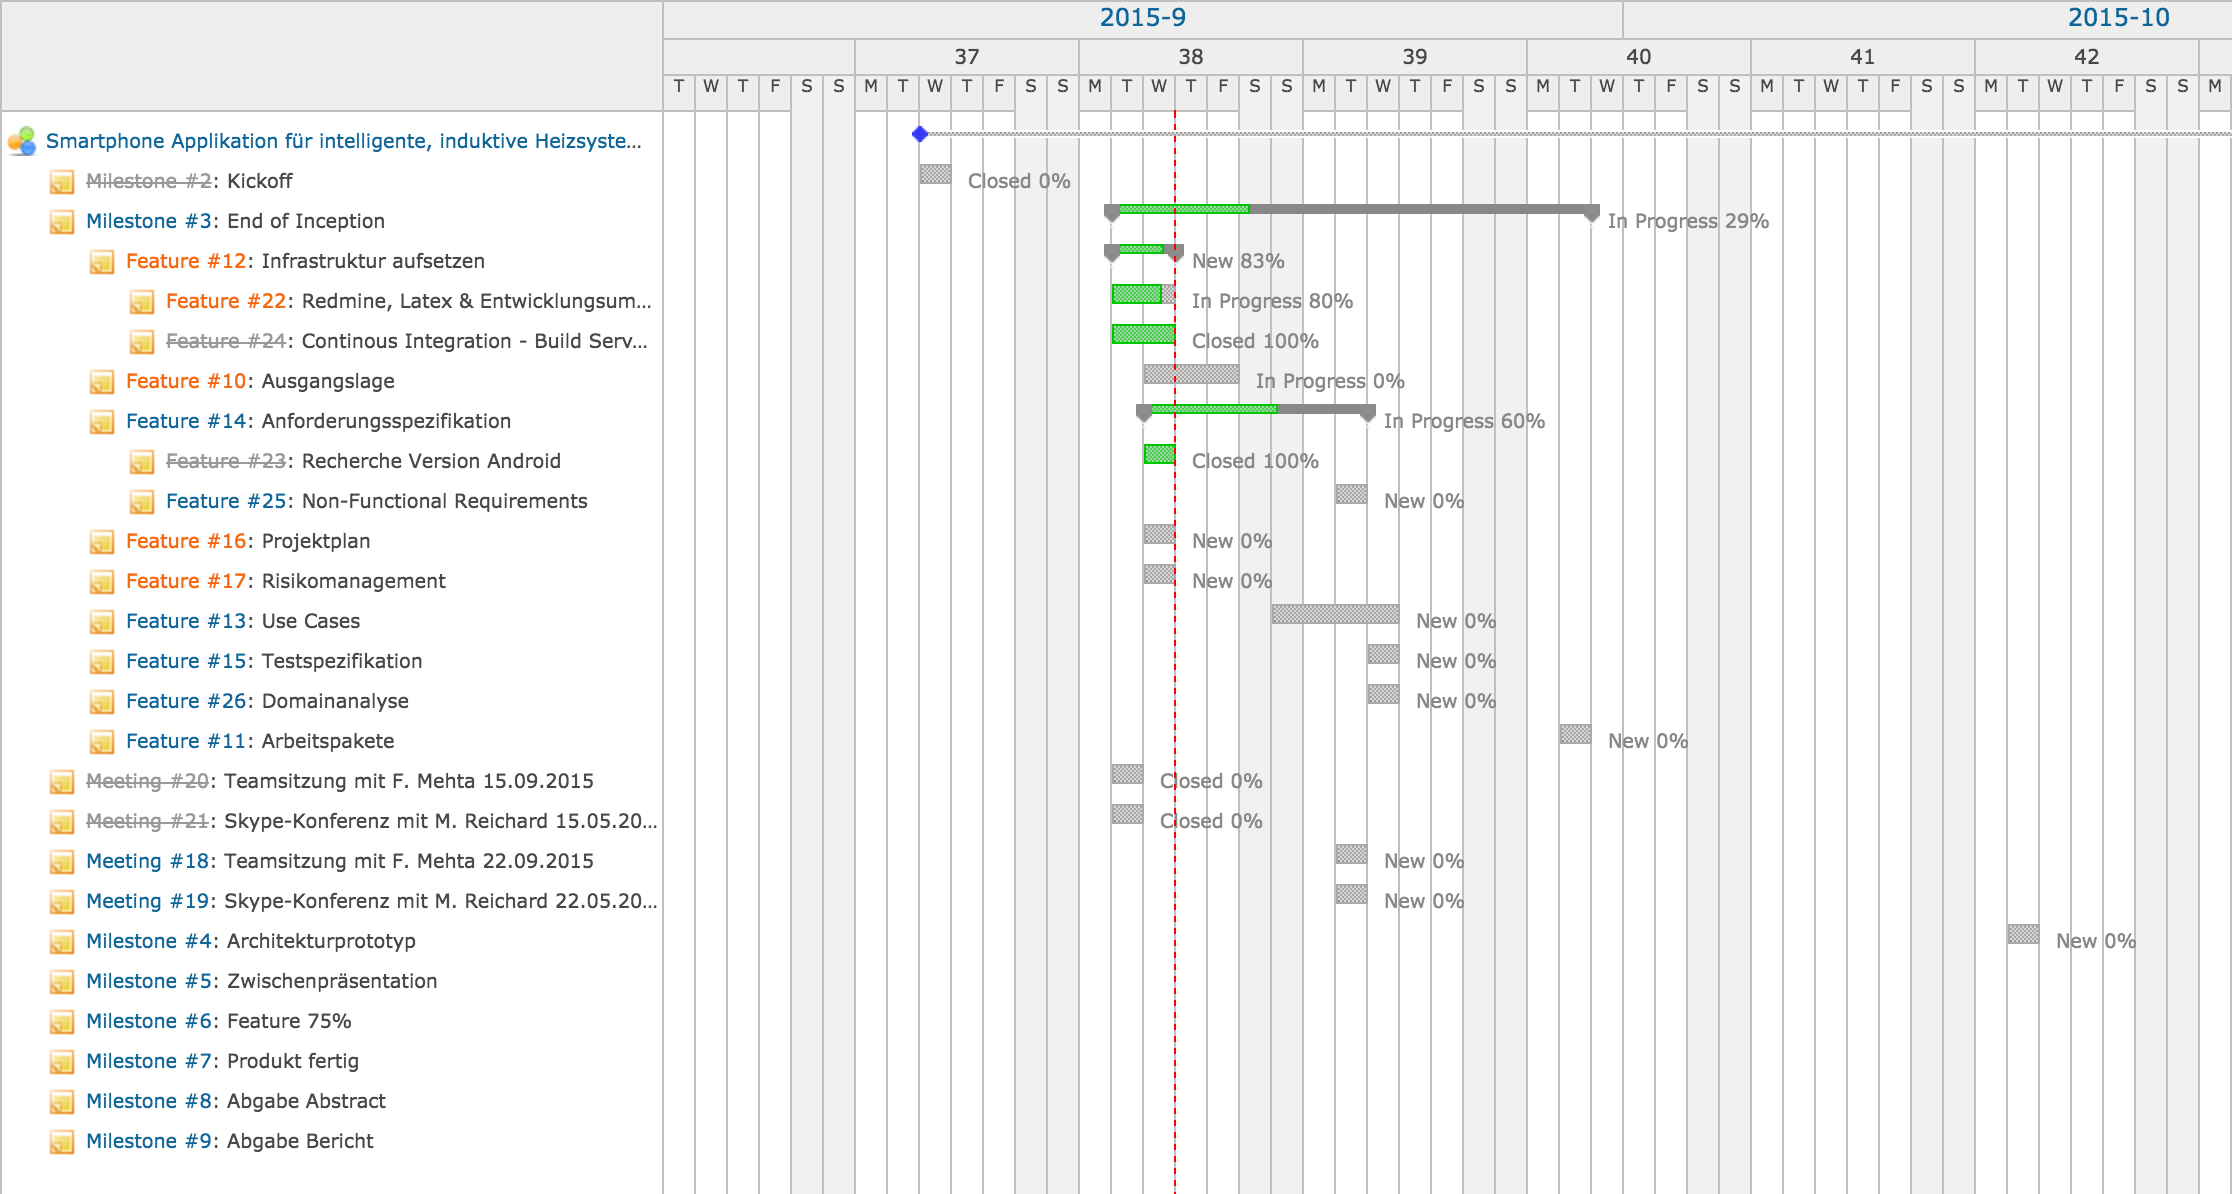 2015-9 2015-10
37 38 39 40 41 42
T W T F S S M T W T F S S M T W T F S S M T W T F S S M T W T F S S M T W T F S S M T W T F S S M
Smartphone Applikation für intelligente, induktive Heizsyste...
Milestone #2: Kickoff Closed 0%
Milestone #3: End of Inception In Progress 29%
Feature #12: Infrastruktur aufsetzen New 83%
Feature #22: Redmine, Latex & Entwicklungsum... In Progress 80%
Feature #24: Continous Integration - Build Serv... Closed 100%
Feature #10: Ausgangslage In Progress 0%
Feature #14: Anforderungsspezifikation In Progress 60%
Feature #23: Recherche Version Android Closed 100%
Feature #25: Non-Functional Requirements New 0%
Feature #16: Projektplan New 0%
Feature #17: Risikomanagement New 0%
Feature #13: Use Cases New 0%
Feature #15: Testspezifikation New 0%
Feature #26: Domainanalyse New 0%
Feature #11: Arbeitspakete New 0%
Meeting #20: Teamsitzung mit F. Mehta 15.09.2015 Closed 0%
Meeting #21: Skype-Konferenz mit M. Reichard 15.05.20... Closed 0%
Meeting #18: Teamsitzung mit F. Mehta 22.09.2015 New 0%
Meeting #19: Skype-Konferenz mit M. Reichard 22.05.20... New 0%
Milestone #4: Architekturprototyp New 0%
Milestone #5: Zwischenpräsentation
Milestone #6: Feature 75%
Milestone #7: Produkt fertig
Milestone #8: Abgabe Abstract
Milestone #9: Abgabe Bericht